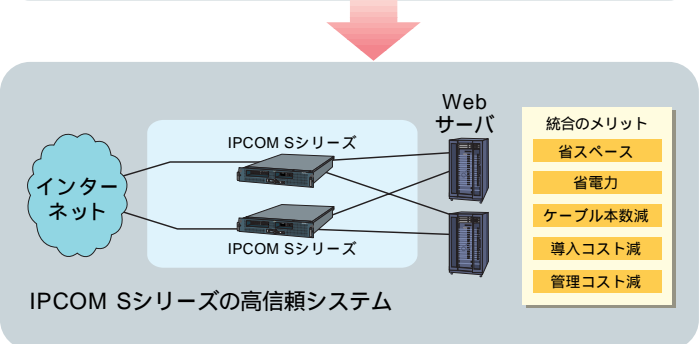 インター
ネット
IPCOM Sシリーズ
IPCOM Sシリーズ
Web
サーバ
統合のメリット
省スペース
省電力
ケーブル本数減
導入コスト減
管理コスト減
IPCOM Sシリーズの高信頼システム